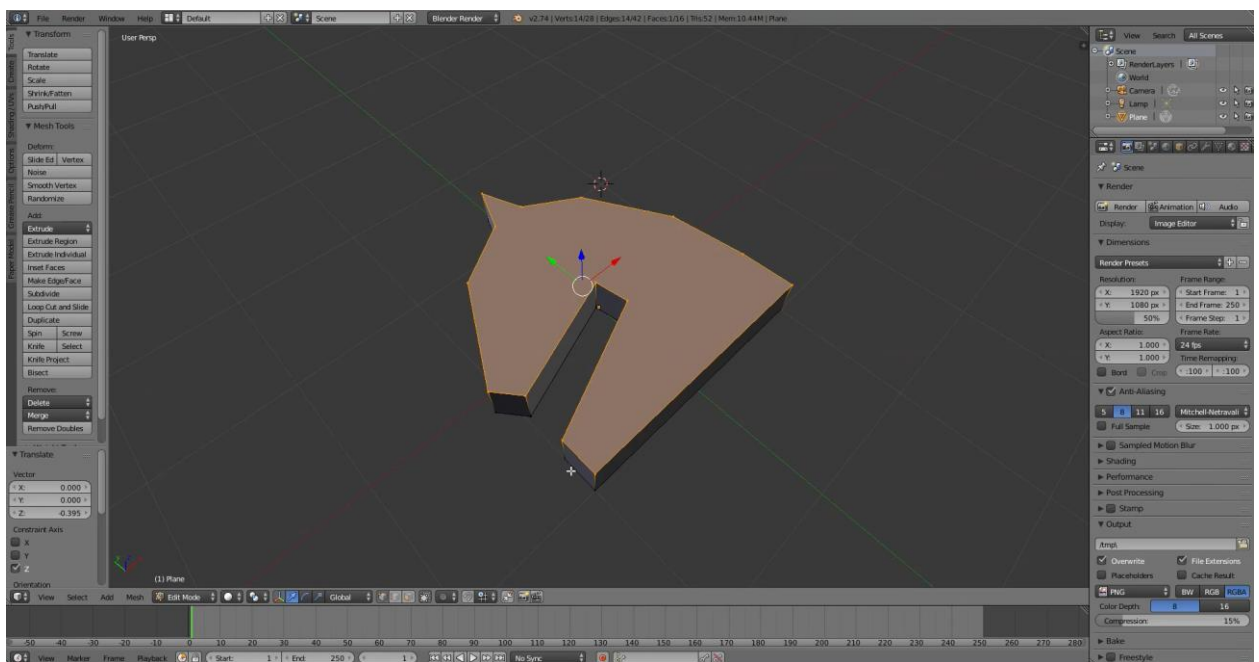 File Render Window Help Default Scene Blender Render v2.74 | Verts:14/28 | Edges:14/42 | Faces:1/16 | Tris:52 | Mem:10.44M | Plane
Tools
Create
Shading / UVs
Options
Grease Pencil
Paper Model
Transform
Translate
Rotate
Scale
Shrink/Fatten
Push/Pull
Mesh Tools
Deform:
Slide Ed Vertex
Noise
Smooth Vertex
Randomize
Add:
Extrude
Extrude Region
Extrude Individual
Inset Faces
Make Edge/Face
Subdivide
Loop Cut and Slide
Duplicate
Spin Screw
Knife Select
Knife Project
Bisect
Remove:
Delete
Merge
Remove Doubles
Translate
Vector
X: 0.000
Y: 0.000
Z: -0.395
Constraint Axis
X
Y
Z
Orientation
User Persp
(1) Plane
View Select Add Mesh Edit Mode Global
-50 -40 -30 -20 -10 0 10 20 30 40 50 60 70 80 90 100 110 120 130 140 150 160 170 180 190 200 210 220 230 240 250 260 270 280
View Marker Frame Playback Start: 1 End: 250 1 No Sync
View Search All Scenes
Scene
RenderLayers
World
Camera
Lamp
Plane
Scene
Render
Render Animation Audio
Display: Image Editor
Dimensions
Render Presets
Resolution: Frame Range:
X: 1920 px Start Frame: 1
Y: 1080 px End Frame: 250
50% Frame Step: 1
Aspect Ratio: Frame Rate:
X: 1.000 24 fps
Y: 1.000 Time Remapping:
Bord Crop :100 :100
Anti-Aliasing
5 8 11 16 Mitchell-Netravali
Full Sample Size: 1.000 px
Sampled Motion Blur
Shading
Performance
Post Processing
Stamp
Output
/tmp\
Overwrite File Extensions
Placeholders Cache Result
PNG BW RGB RGBA
Color Depth: 8 16
Compression: 15%
Bake
Freestyle